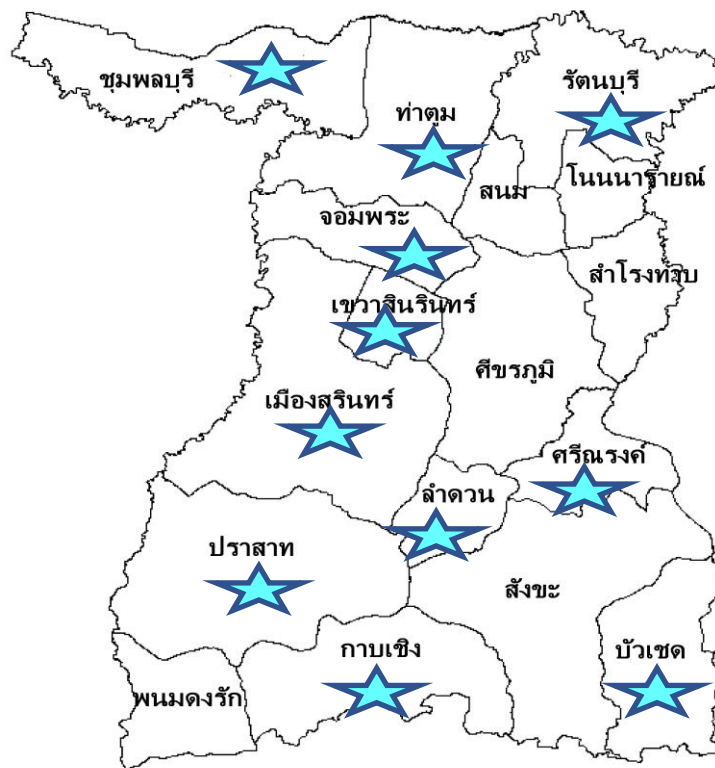 ชุมพลบุรี
รัตนบุรี
ท่าตูม
สนม
โนนนารายณ์
จอมพระ
สำโรงทาบ
เขวาสินรินทร์
ศีขรภูมิ
เมืองสุรินทร์
ศรีณรงค์
ลำดวน
ปราสาท
สังขะ
กาบเชิง
บัวเชด
พนมดงรัก